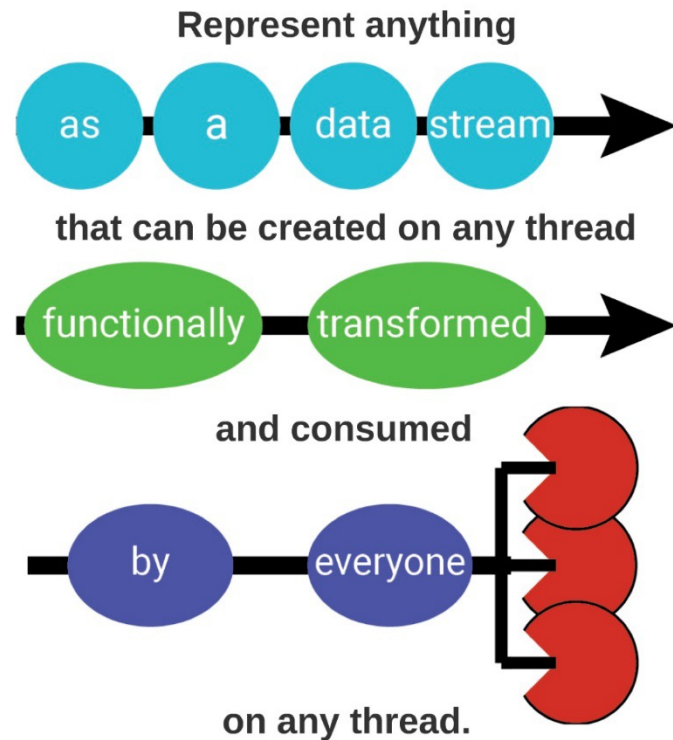 Represent anything
as a data stream
that can be created on any thread
functionally transformed
and consumed
by everyone
on any thread.